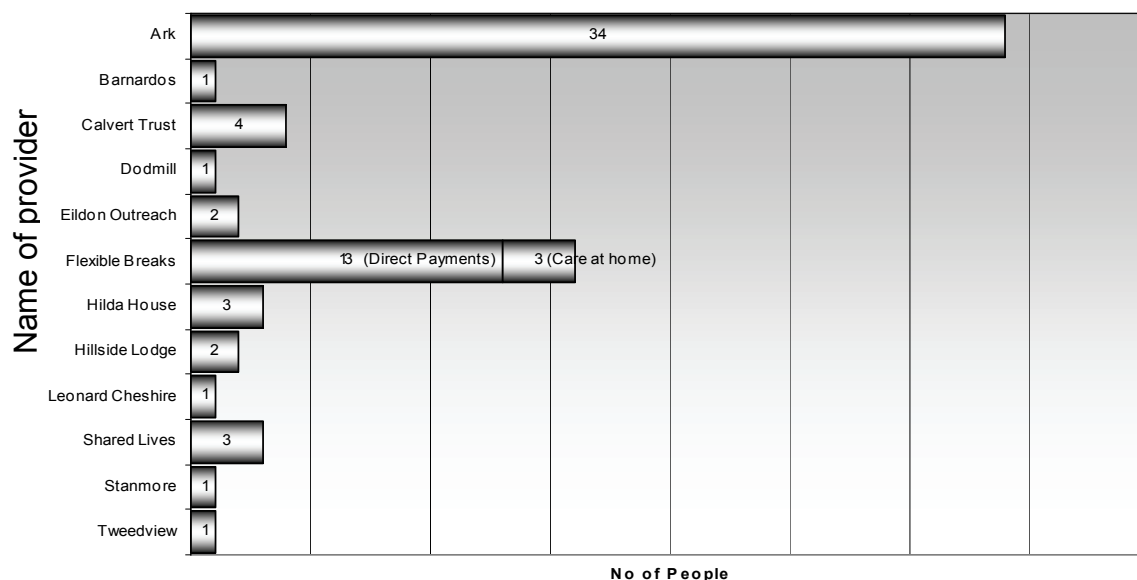 Name of provider
Ark 34
Barnardos 1
Calvert Trust 4
Dodmill 1
Eildon Outreach 2
Flexible Breaks 13 (Direct Payments) 3 (Care at home)
Hilda House 3
Hillside Lodge 2
Leonard Cheshire 1
Shared Lives 3
Stanmore 1
Tweedview 1
No of People